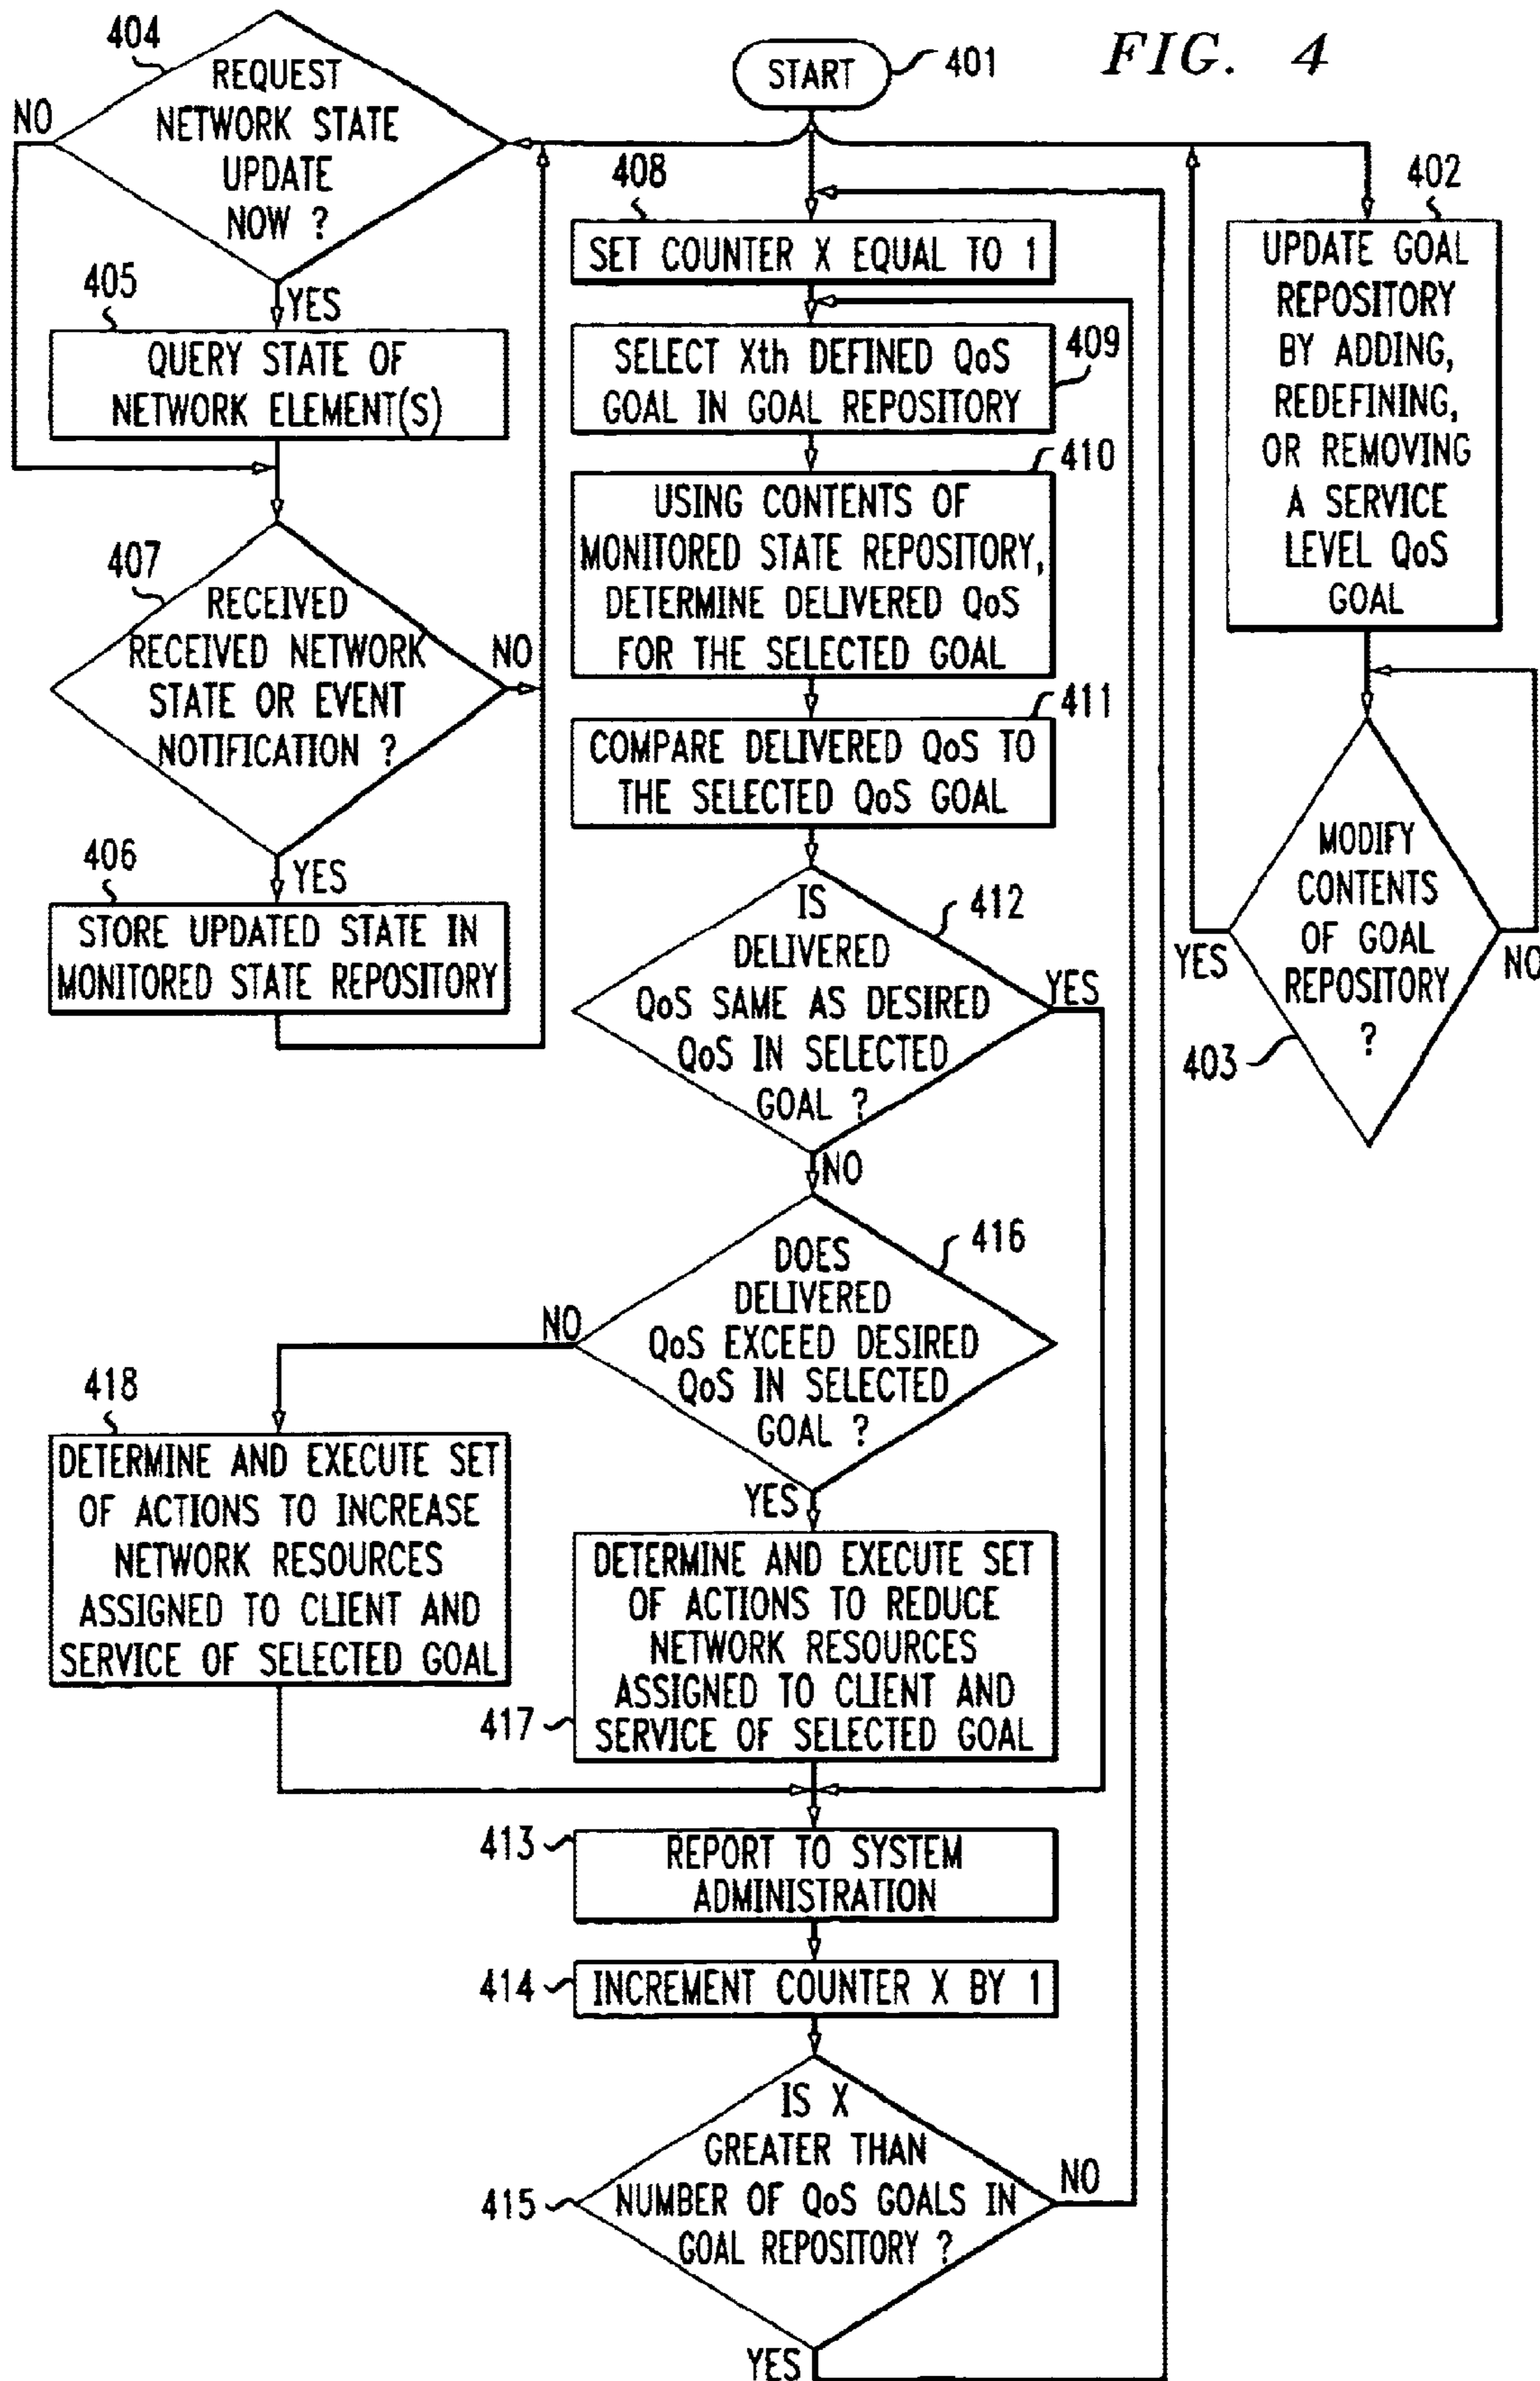 FIG. 4
START
401
404
REQUEST
NETWORK STATE
UPDATE
NOW ?
NO
YES
405
QUERY STATE OF
NETWORK ELEMENT(S)
407
RECEIVED
RECEIVED NETWORK
STATE OR EVENT
NOTIFICATION ?
NO
YES
406
STORE UPDATED STATE IN
MONITORED STATE REPOSITORY
408
SET COUNTER X EQUAL TO 1
SELECT Xth DEFINED QoS
GOAL IN GOAL REPOSITORY
409
410
USING CONTENTS OF
MONITORED STATE REPOSITORY,
DETERMINE DELIVERED QoS
FOR THE SELECTED GOAL
411
COMPARE DELIVERED QoS TO
THE SELECTED QoS GOAL
412
IS
DELIVERED
QoS SAME AS DESIRED
QoS IN SELECTED
GOAL ?
YES
NO
416
DOES
DELIVERED
QoS EXCEED DESIRED
QoS IN SELECTED
GOAL ?
NO
YES
418
DETERMINE AND EXECUTE SET
OF ACTIONS TO INCREASE
NETWORK RESOURCES
ASSIGNED TO CLIENT AND
SERVICE OF SELECTED GOAL
DETERMINE AND EXECUTE SET
OF ACTIONS TO REDUCE
NETWORK RESOURCES
ASSIGNED TO CLIENT AND
SERVICE OF SELECTED GOAL
417
413
REPORT TO SYSTEM
ADMINISTRATION
414
INCREMENT COUNTER X BY 1
415
IS X
GREATER THAN
NUMBER OF QoS GOALS IN
GOAL REPOSITORY ?
NO
YES
402
UPDATE GOAL
REPOSITORY
BY ADDING,
REDEFINING,
OR REMOVING
A SERVICE
LEVEL QoS
GOAL
403
MODIFY
CONTENTS
OF GOAL
REPOSITORY
?
YES
NO